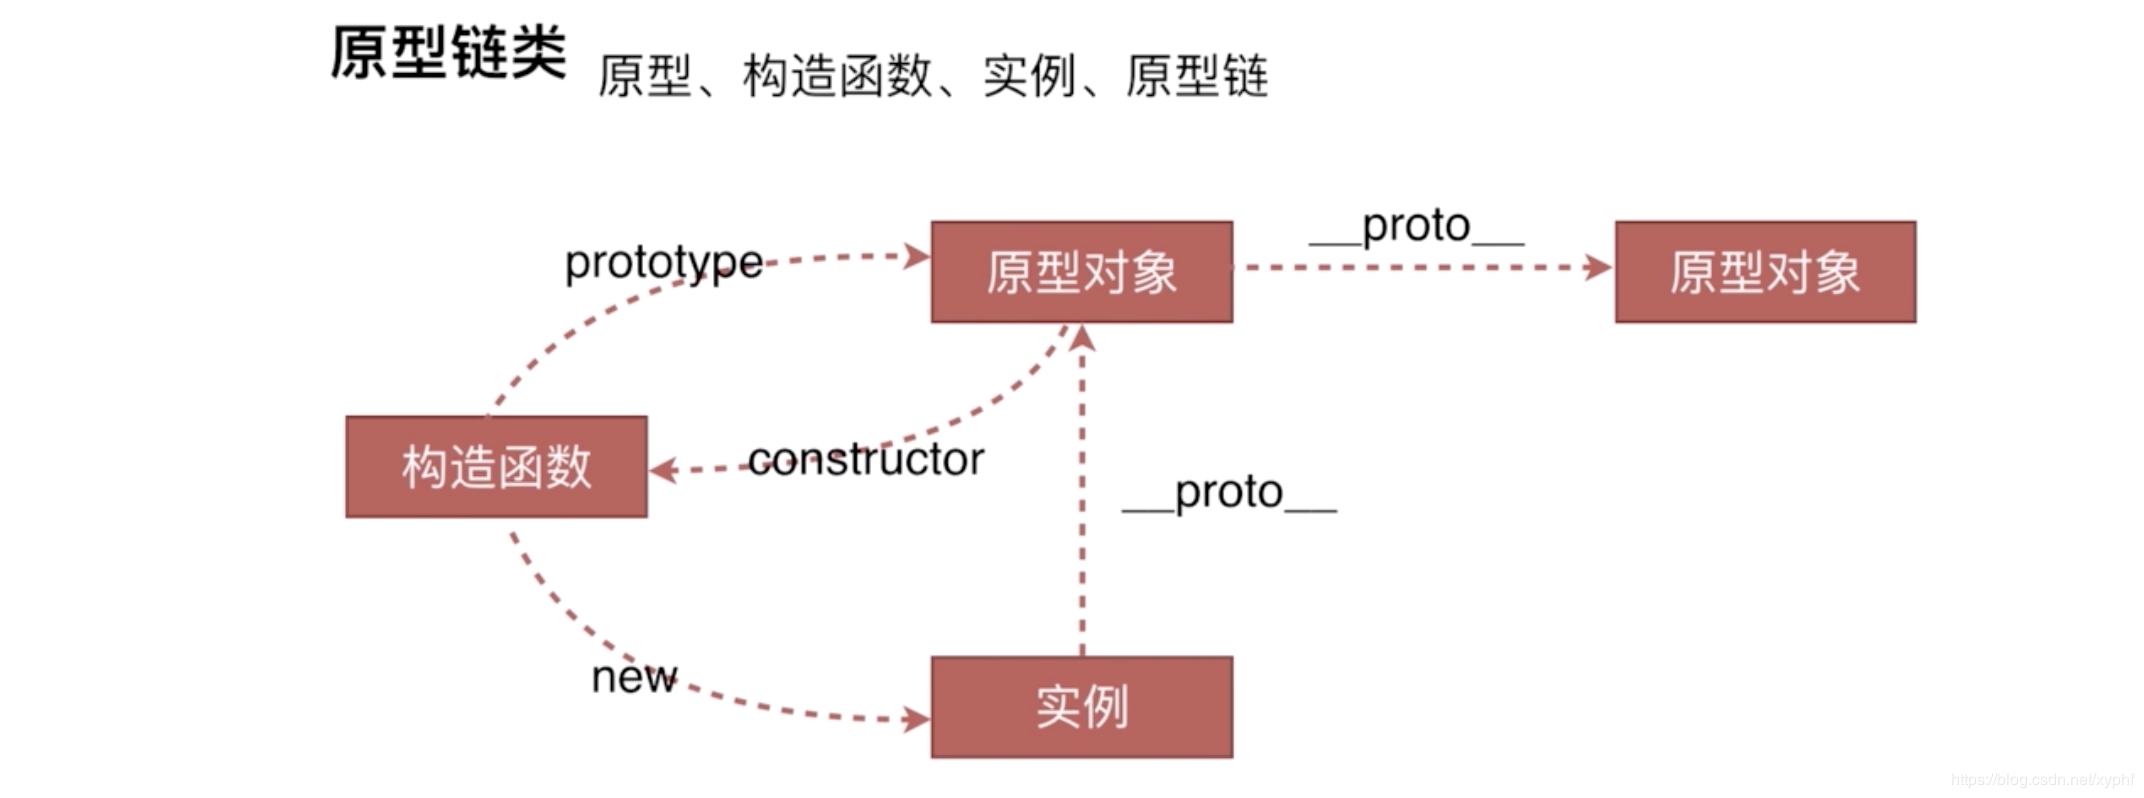 原型链类 原型、构造函数、实例、原型链
prototype
原型对象
__proto__
原型对象
构造函数
constructor
__proto__
new
实例
https://blog.csdn.net/xyphf